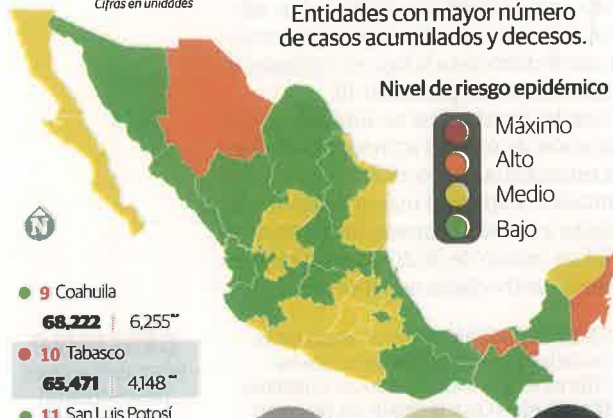 Cifras en unidades
Entidades con mayor número
de casos acumulados y decesos.
Nivel de riesgo epidémico
Máximo
Alto
Medio
Bajo
N
9 Coahuila
68,222 6,255**
10 Tabasco
65,471 4,148**
11 San Luis Potosí